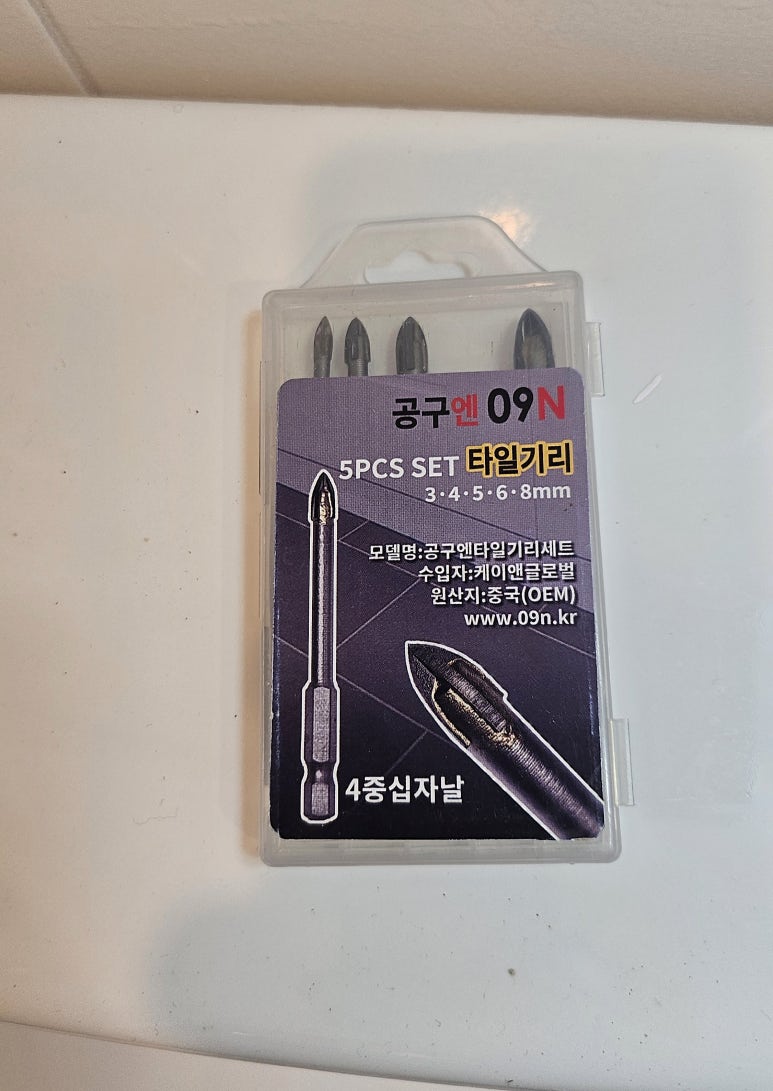 공구엔 09N
5PCS SET 타일기리
3·4·5·6·8mm
모델명:공구엔타일기리세트
수입자:케이앤글로벌
원산지:중국(OEM)
www.09n.kr
4중십자날